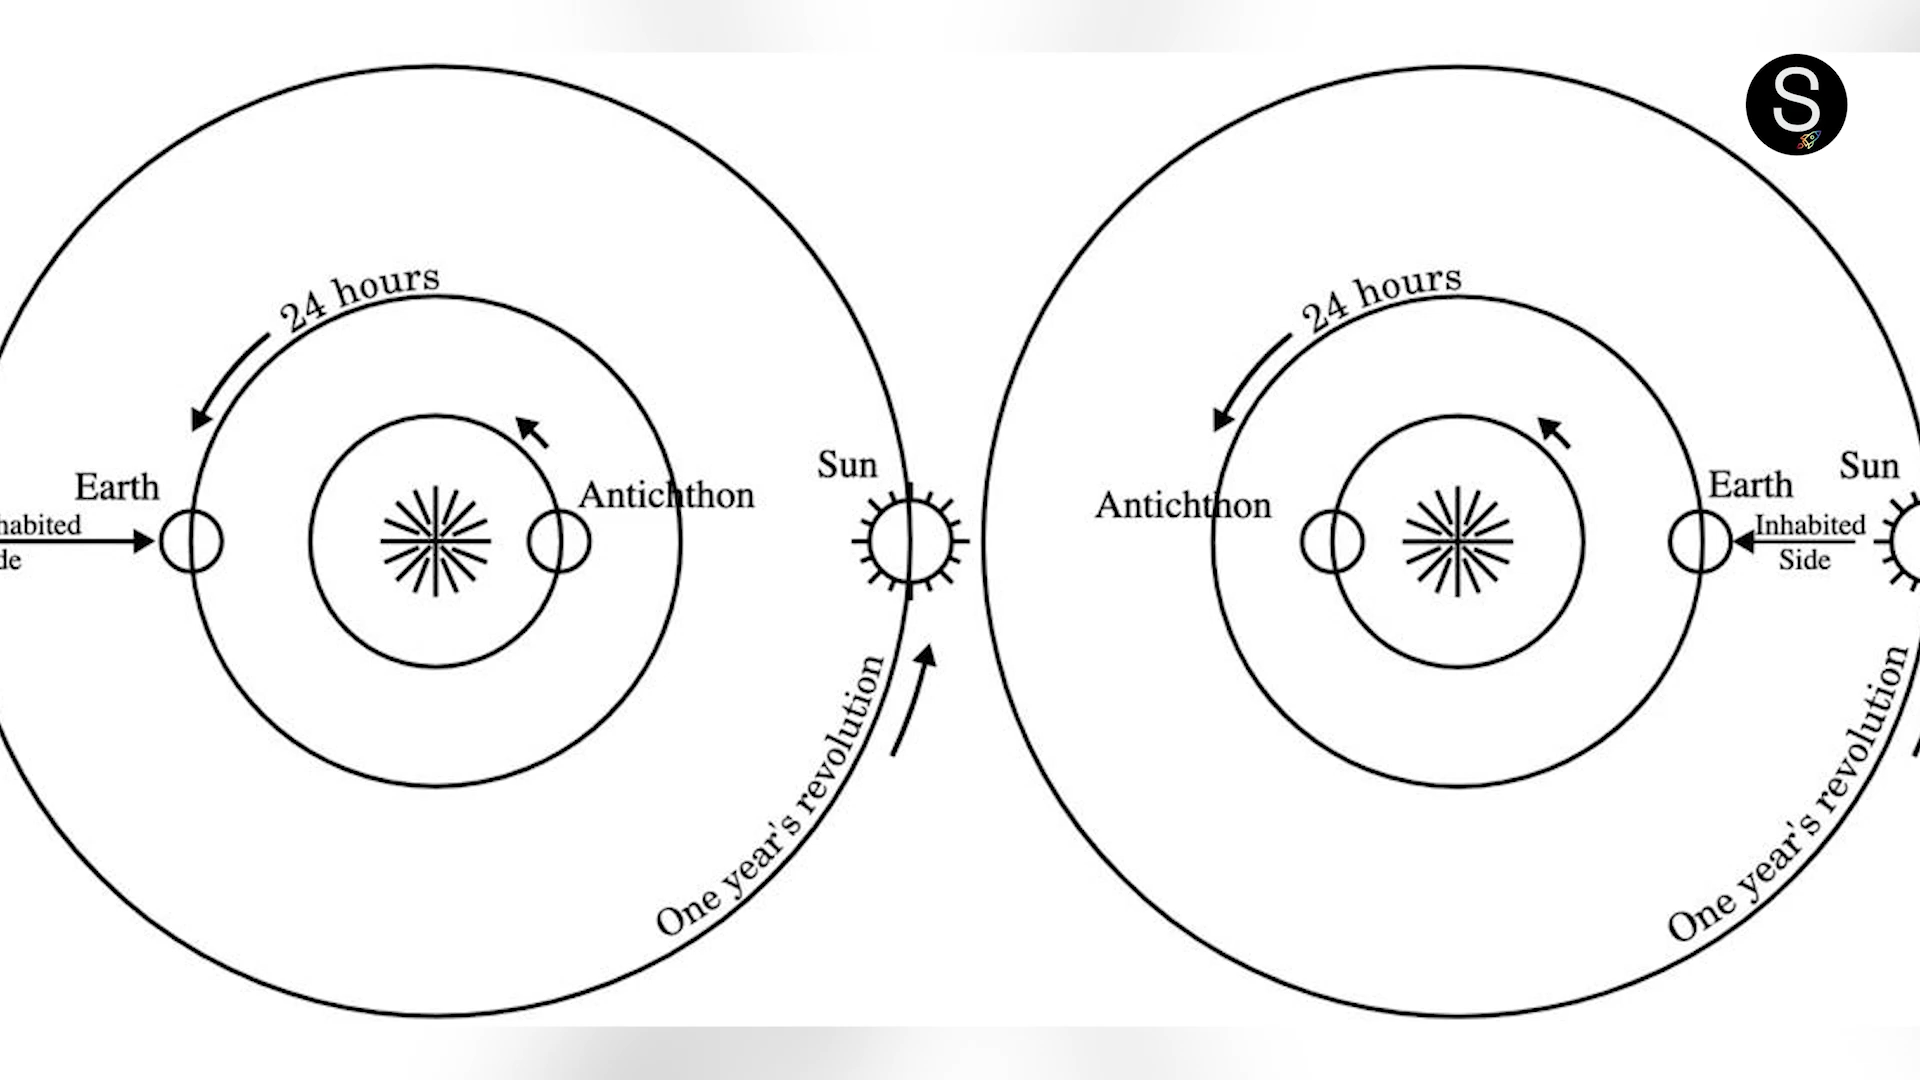 S
24 hours
Earth
Antichthon
Sun
habited
de
One year's revolution
24 hours
Antichthon
Earth
Sun
Inhabited
Side
One year's revolution